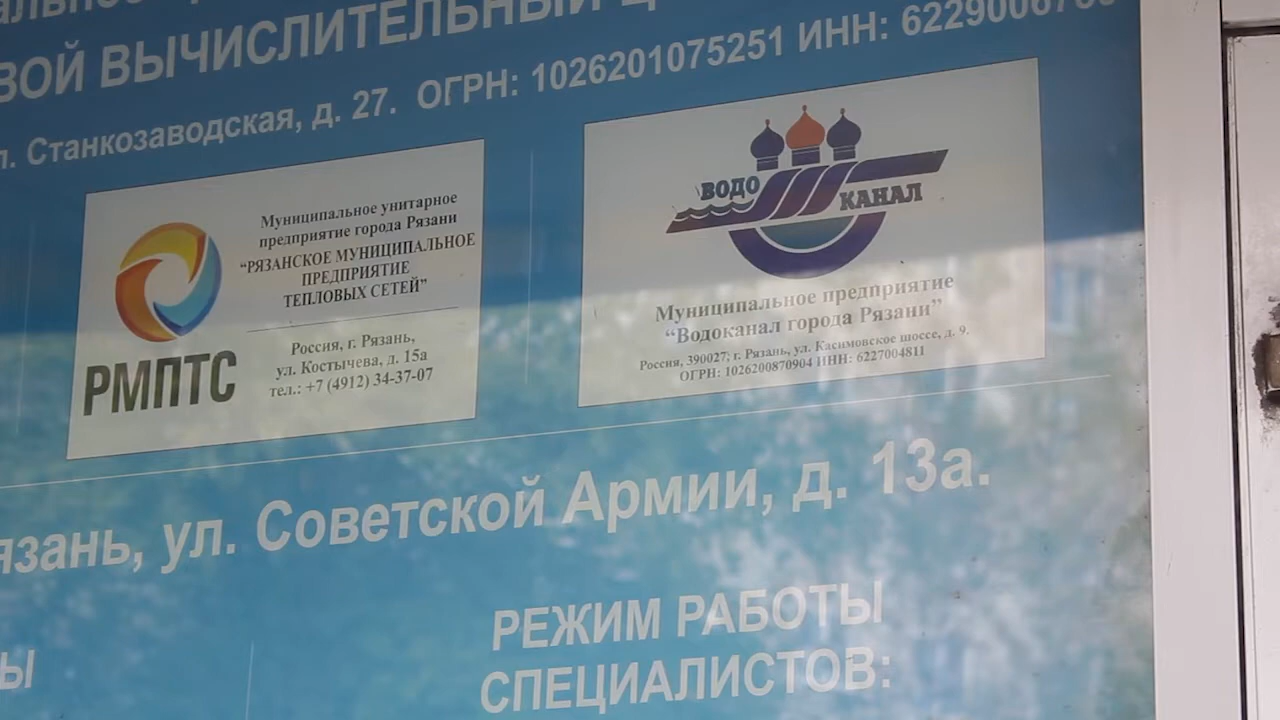 ВОЙ ВЫЧИСЛИТЕЛЬНЫЙ Ц
Станкозаводская, д. 27. ОГРН: 1026201075251 ИНН:
Муниципальное унитарное
предприятие города Рязани
“РЯЗАНСКОЕ МУНИЦИПАЛЬНОЕ
ПРЕДПРИЯТИЕ
ТЕПЛОВЫХ СЕТЕЙ”
РМПТС
Россия, г. Рязань,
ул. Костычева, д. 15а
тел.: +7 (4912) 34-37-07
ВОДО
КАНАЛ
Муниципальное предприятие
“Водоканал города Рязани”
Россия, 390027; г. Рязань, ул. Касимовское шоссе, д. 9.
ОГРН: 1026200870904 ИНН: 6227004811
язань, ул. Советской Армии, д. 13а.
РЕЖИМ РАБОТЫ
СПЕЦИАЛИСТОВ:
Ы